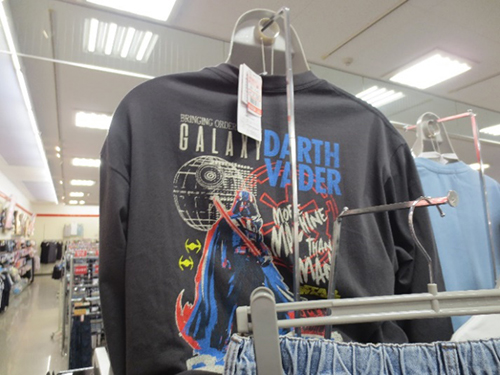 BRINGING ORDER
GALAXY
DARTH
VADER
MORE
MACHINE
THAN
MAN